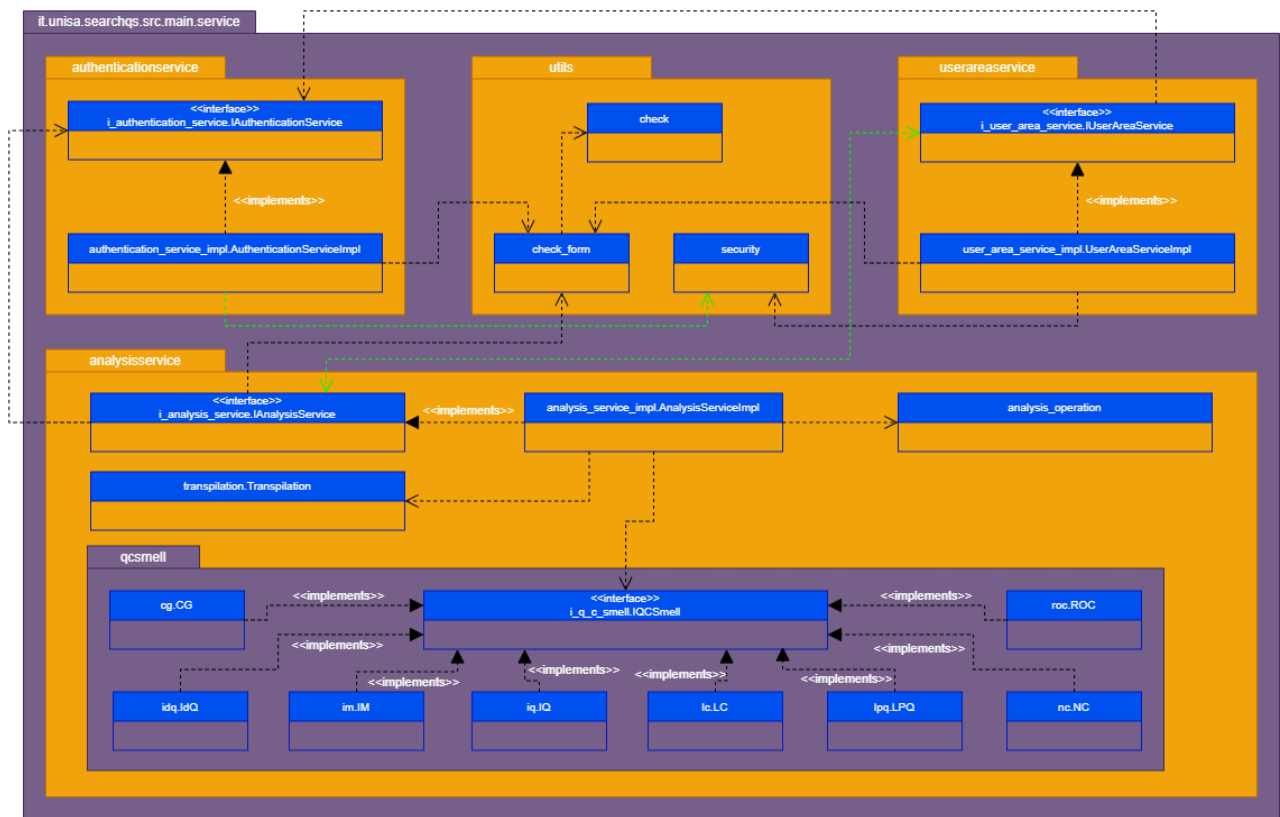 it.unisa.searchqs.src.main.service
authenticationservice
utils
userareaservice
<<interface>>
i_authentication_service.IAuthenticationService
check
<<interface>>
i_user_area_service.IUserAreaService
<<implements>>
<<implements>>
authentication_service_impl.AuthenticationServiceImpl
check_form
security
user_area_service_impl.UserAreaServiceImpl
analysisservice
<<interface>>
i_analysis_service.IAnalysisService
<<implements>>
analysis_service_impl.AnalysisServiceImpl
analysis_operation
transpilation.Transpilation
qcsmell
cg.CG
<<implements>>
<<interface>>
i_q_c_smell.IQCSmell
<<implements>>
roc.ROC
<<implements>>
<<implements>>
<<implements>>
<<implements>>
<<implements>>
<<implements>>
idq.IdQ
im.IM
iq.IQ
lc.LC
lpq.LPQ
nc.NC